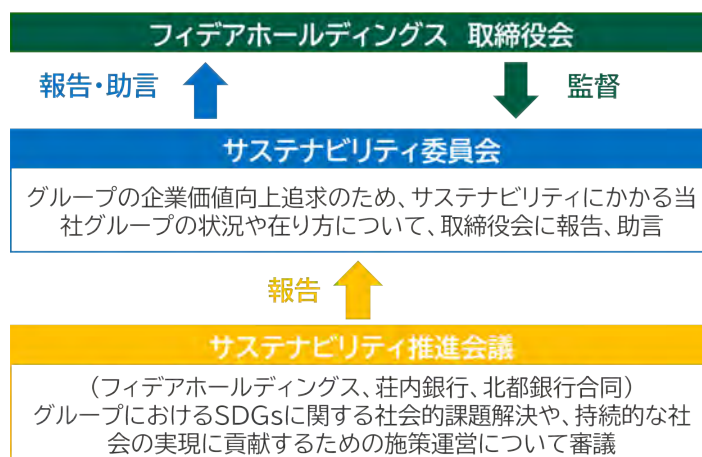 フィデアホールディングス 取締役会
報告・助言
監督
サステナビリティ委員会
グループの企業価値向上追求のため、サステナビリティにかかる当
社グループの状況や在り方について、取締役会に報告、助言
報告
サステナビリティ推進会議
（フィデアホールディングス、荘内銀行、北都銀行合同）
グループにおけるSDGsに関する社会的課題解決や、持続的な社
会の実現に貢献するための施策運営について審議